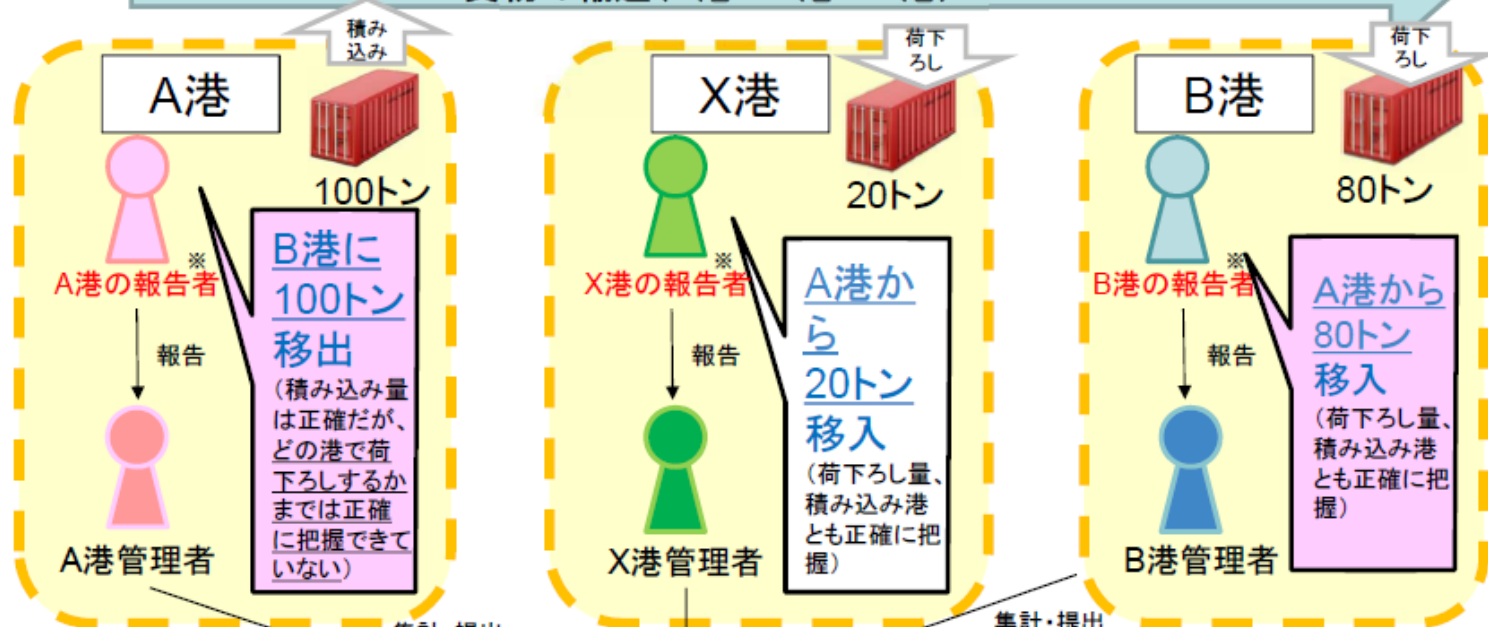 積み
込み
A港
100トン
※
A港の報告者
報告
A港管理者
B港に
100トン
移出
(積み込み量
は正確だが、
どの港で荷
下ろしするか
までは正確
に把握できて
いない)
荷下
ろし
X港
20トン
※
X港の報告者
報告
X港管理者
A港か
ら
20トン
移入
(荷下ろし量、
積み込み港
とも正確に把
握)
荷下
ろし
B港
80トン
※
B港の報告者
報告
B港管理者
A港から
80トン
移入
(荷下ろし量、
積み込み港
とも正確に把
握)
集計・提出
集計・提出